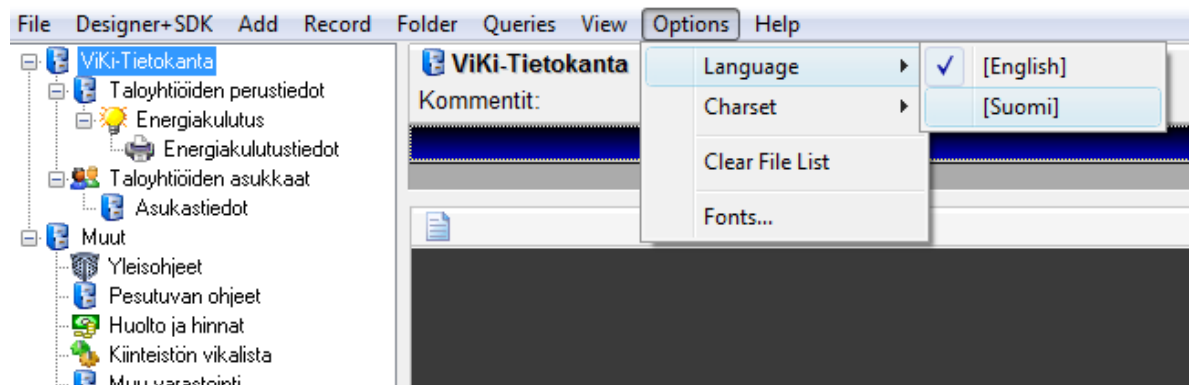 File Designer+SDK Add Record Folder Queries View Options Help
ViKi-Tietokanta
Taloyhtiöiden perustiedot
Energiakulutus
Energiakulutustiedot
Taloyhtiöiden asukkaat
Asukastiedot
Muut
Yleisohjeet
Pesutuvan ohjeet
Huolto ja hinnat
Kiinteistön vikalista
Muu varastointi
ViKi-Tietokanta
Kommentit:
Language
Charset
Clear File List
Fonts...
[English]
[Suomi]